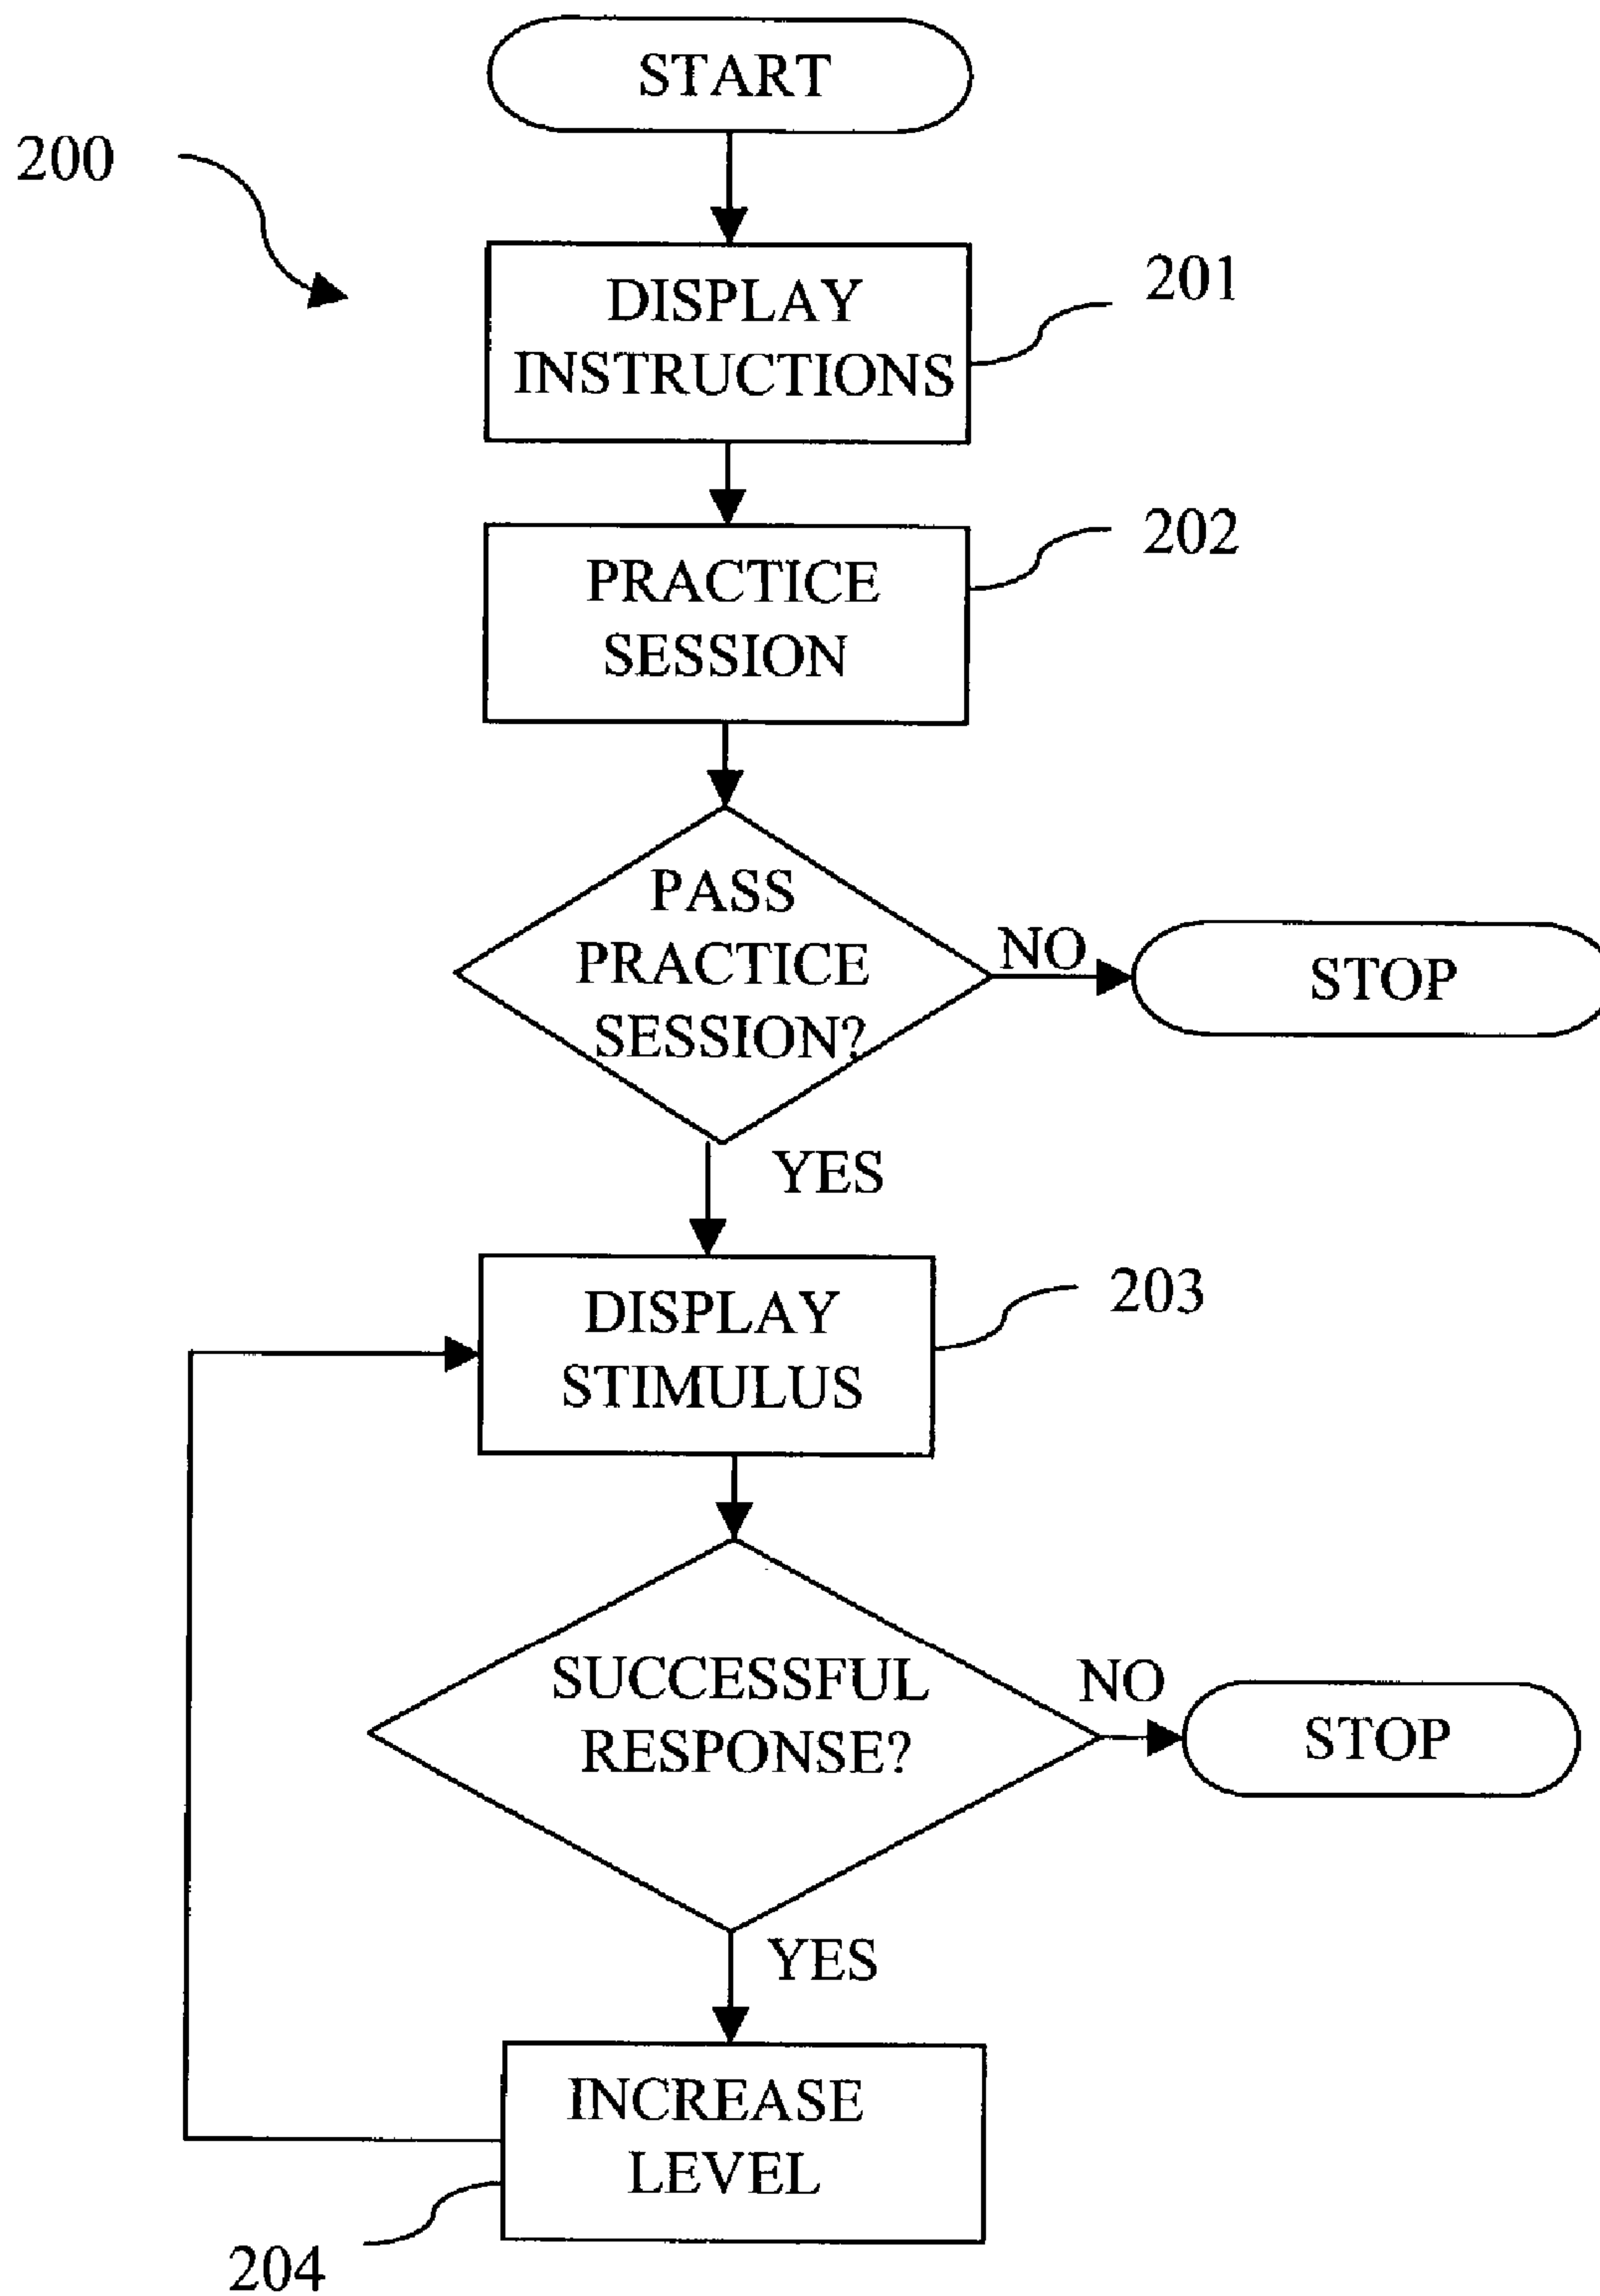 START
200
DISPLAY
INSTRUCTIONS
201
PRACTICE
SESSION
202
PASS
PRACTICE
SESSION?
NO
STOP
YES
DISPLAY
STIMULUS
203
SUCCESSFUL
RESPONSE?
NO
STOP
YES
INCREASE
LEVEL
204